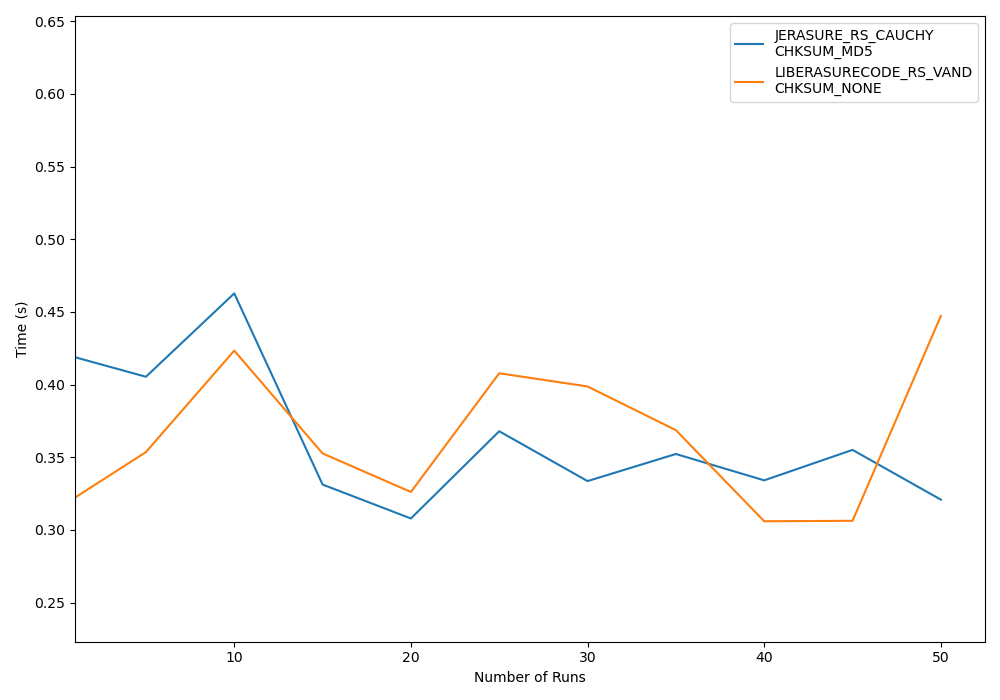 0.65
0.60
0.55
0.50
0.45
0.40
0.35
0.30
0.25
Time (s)
10 20 30 40 50
Number of Runs
JERASURE_RS_CAUCHY
CHKSUM_MD5
LIBERASURECODE_RS_VAND
CHKSUM_NONE